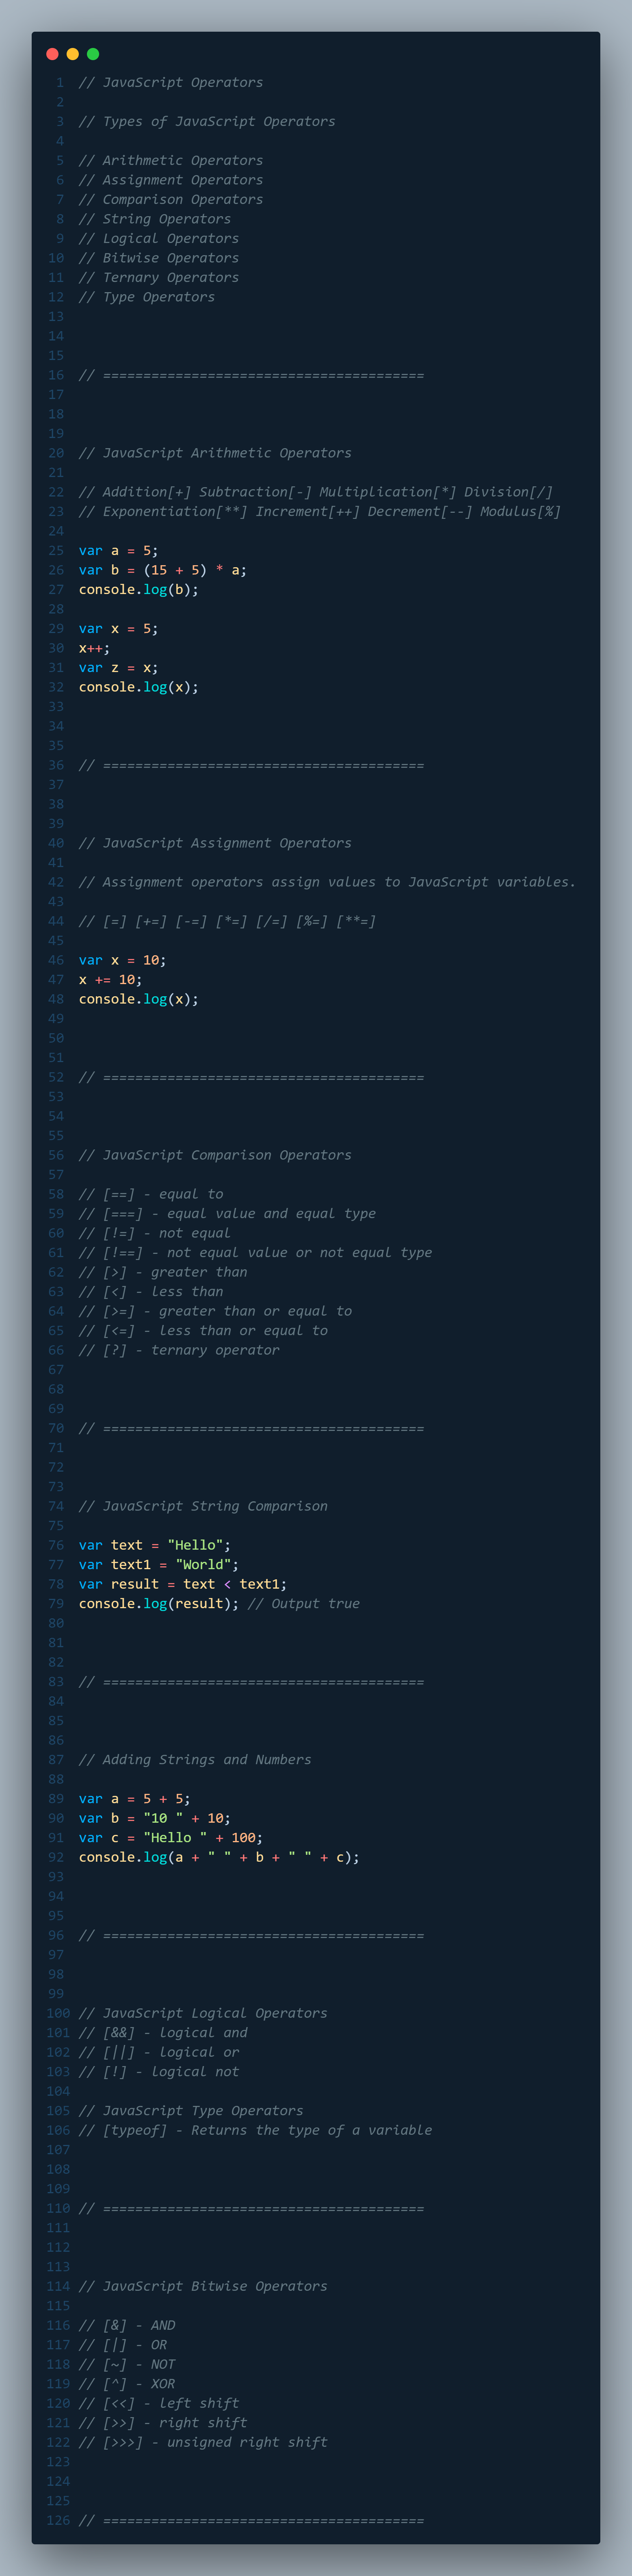 1 // JavaScript Operators
2
3 // Types of JavaScript Operators
4
5 // Arithmetic Operators
6 // Assignment Operators
7 // Comparison Operators
8 // String Operators
9 // Logical Operators
10 // Bitwise Operators
11 // Ternary Operators
12 // Type Operators
13
14
15
16 // ========================================
17
18
19
20 // JavaScript Arithmetic Operators
21
22 // Addition[+] Subtraction[-] Multiplication[*] Division[/]
23 // Exponentiation[**] Increment[++] Decrement[--] Modulus[%]
24
25 var a = 5;
26 var b = (15 + 5) * a;
27 console.log(b);
28
29 var x = 5;
30 x++;
31 var z = x;
32 console.log(x);
33
34
35
36 // ========================================
37
38
39
40 // JavaScript Assignment Operators
41
42 // Assignment operators assign values to JavaScript variables.
43
44 // [=] [+=] [-=] [*=] [/=] [%=] [**=]
45
46 var x = 10;
47 x += 10;
48 console.log(x);
49
50
51
52 // ========================================
53
54
55
56 // JavaScript Comparison Operators
57
58 // [==] - equal to
59 // [===] - equal value and equal type
60 // [!=] - not equal
61 // [!==] - not equal value or not equal type
62 // [>] - greater than
63 // [<] - less than
64 // [>=] - greater than or equal to
65 // [<=] - less than or equal to
66 // [?] - ternary operator
67
68
69
70 // ========================================
71
72
73
74 // JavaScript String Comparison
75
76 var text = "Hello";
77 var text1 = "World";
78 var result = text < text1;
79 console.log(result); // Output true
80
81
82
83 // ========================================
84
85
86
87 // Adding Strings and Numbers
88
89 var a = 5 + 5;
90 var b = "10 " + 10;
91 var c = "Hello " + 100;
92 console.log(a + " " + b + " " + c);
93
94
95
96 // ========================================
97
98
99
100 // JavaScript Logical Operators
101 // [&&] - logical and
102 // [||] - logical or
103 // [!] - logical not
104
105 // JavaScript Type Operators
106 // [typeof] - Returns the type of a variable
107
108
109
110 // ========================================
111
112
113
114 // JavaScript Bitwise Operators
115
116 // [&] - AND
117 // [|] - OR
118 // [~] - NOT
119 // [^] - XOR
120 // [<<] - left shift
121 // [>>] - right shift
122 // [>>>] - unsigned right shift
123
124
125
126 // ========================================